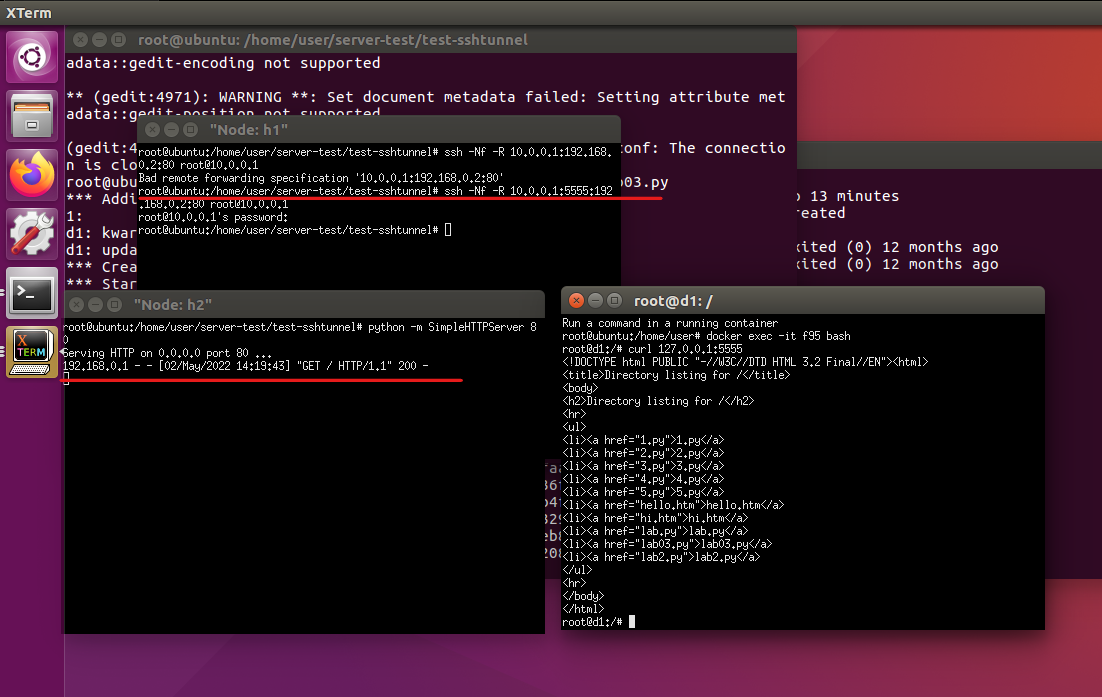 XTerm
root@ubuntu: /home/user/server-test/test-sshtunnel
adata::gedit-encoding not supported
** (gedit:4971): WARNING **: Set document metadata failed: Setting attribute met
adata::gedit-position not supported
(gedit:4
conf: The connectio
n is clo
root@ubu
03.py
*** Addi
1:
d1: kwar
d1: upda
*** Crea
*** Star
"Node: h1"
root@ubuntu:/home/user/server-test/test-sshtunnel# ssh -Nf -R 10.0.0.1:192.168.
0.2:80 root@10.0.0.1
Bad remote forwarding specification '10.0.0.1:192.168.0.2:80'
root@ubuntu:/home/user/server-test/test-sshtunnel# ssh -Nf -R 10.0.0.1:5555:192
.168.0.2:80 root@10.0.0.1
root@10.0.0.1's password:
root@ubuntu:/home/user/server-test/test-sshtunnel#
13 minutes
reated
xited (0) 12 months ago
xited (0) 12 months ago
"Node: h2"
root@ubuntu:/home/user/server-test/test-sshtunnel# python -m SimpleHTTPServer 8
0
Serving HTTP on 0.0.0.0 port 80 ...
192.168.0.1 - - [02/May/2022 14:19:43] "GET / HTTP/1.1" 200 -
root@d1: /
Run a command in a running container
root@ubuntu:/home/user# docker exec -it f95 bash
root@d1:/# curl 127.0.0.1:5555
<!DOCTYPE html PUBLIC "-//W3C//DTD HTML 3.2 Final//EN"><html>
<title>Directory listing for /</title>
<body>
<h2>Directory listing for /</h2>
<hr>
<ul>
<li><a href="1.py">1.py</a>
<li><a href="2.py">2.py</a>
<li><a href="3.py">3.py</a>
<li><a href="4.py">4.py</a>
<li><a href="5.py">5.py</a>
<li><a href="hello.htm">hello.htm</a>
<li><a href="hi.htm">hi.htm</a>
<li><a href="lab.py">lab.py</a>
<li><a href="lab03.py">lab03.py</a>
<li><a href="lab2.py">lab2.py</a>
</ul>
<hr>
</body>
</html>
root@d1:/#